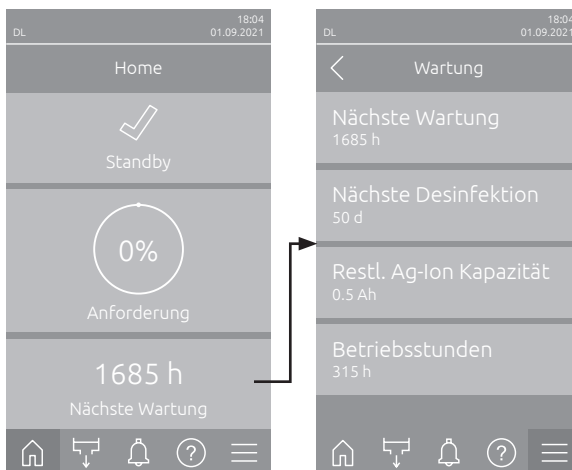 18:04
DL 01.09.2021
Home
Standby
0%
Anforderung
1685 h
Nächste Wartung
?
18:04
DL 01.09.2021
Wartung
Nächste Wartung
1685 h
Nächste Desinfektion
50 d
Restl. Ag-Ion Kapazität
0.5 Ah
Betriebsstunden
315 h
?